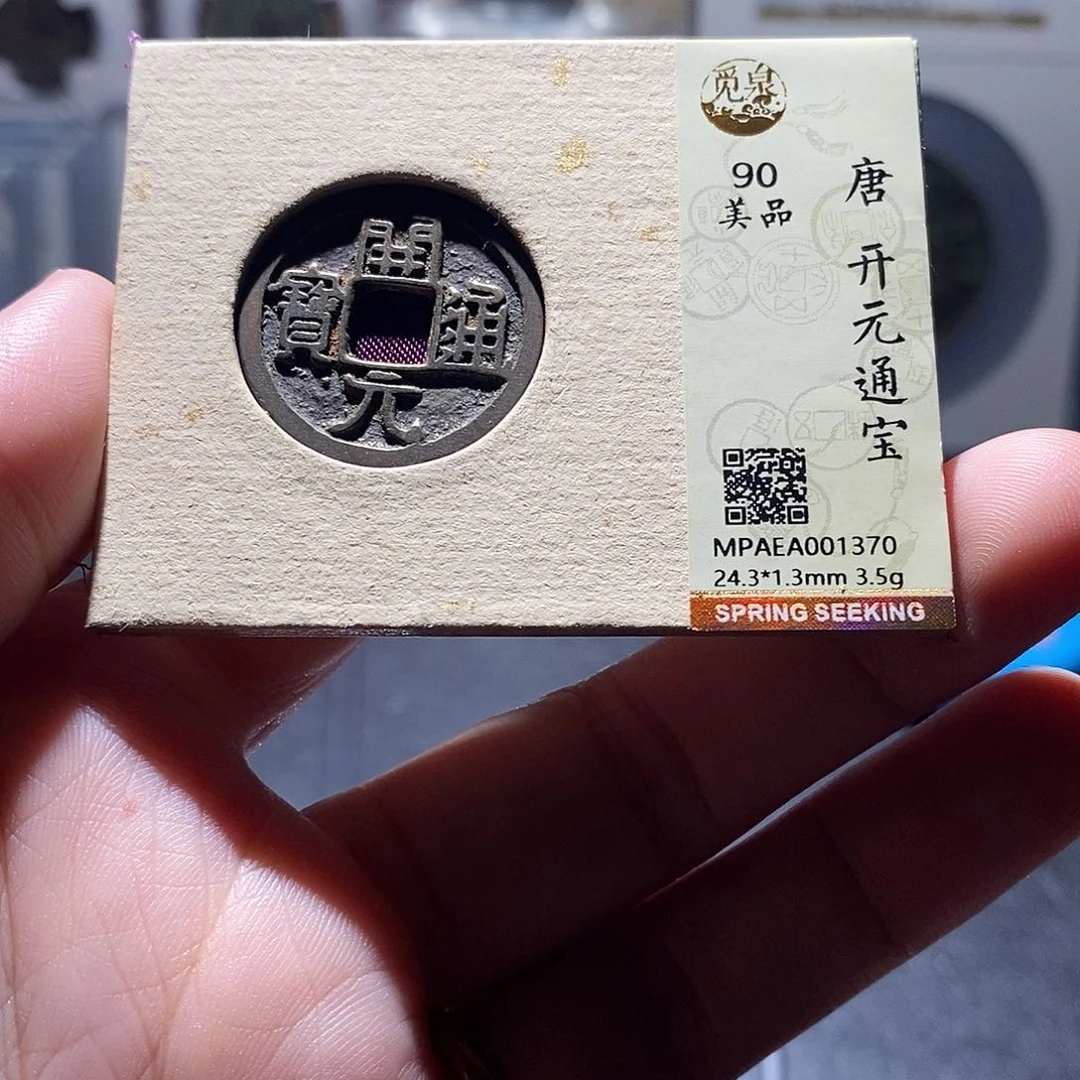 開
寶 通
元
觅泉
90
美品
唐 开元通宝
MPAEA001370
24.3*1.3mm 3.5g
SPRING SEEKING